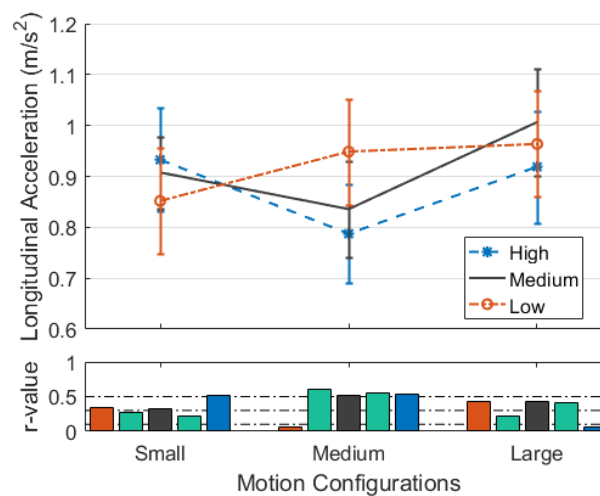 1.2
1.1
1
0.9
0.8
0.7
0.6
Longitudinal Acceleration (m/s²)
High
Medium
Low
1
0.5
0
r-value
Small Medium Large
Motion Configurations